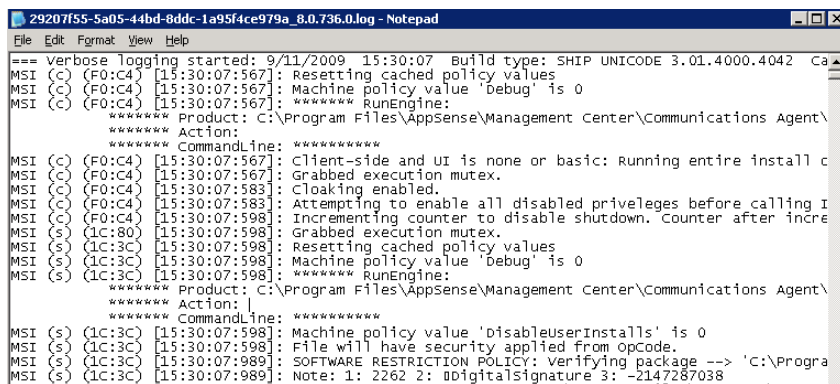 29207f55-5a05-44bd-8ddc-1a95f4ce979a_8.0.736.0.log - Notepad
File Edit Format View Help
=== Verbose logging started: 9/11/2009  15:30:07  Build type: SHIP UNICODE 3.01.4000.4042  Ca
MSI (c) (F0:C4) [15:30:07:567]: Resetting cached policy values
MSI (c) (F0:C4) [15:30:07:567]: Machine policy value 'Debug' is 0
MSI (c) (F0:C4) [15:30:07:567]: ******* RunEngine:
******* Product: C:\Program Files\AppSense\Management Center\Communications Agent\
******* Action:
******* CommandLine: **********
MSI (c) (F0:C4) [15:30:07:567]: Client-side and UI is none or basic: Running entire install o
MSI (c) (F0:C4) [15:30:07:567]: Grabbed execution mutex.
MSI (c) (F0:C4) [15:30:07:583]: Cloaking enabled.
MSI (c) (F0:C4) [15:30:07:583]: Attempting to enable all disabled priveleges before calling I
MSI (c) (F0:C4) [15:30:07:598]: Incrementing counter to disable shutdown. Counter after incre
MSI (s) (1C:80) [15:30:07:598]: Grabbed execution mutex.
MSI (s) (1C:3C) [15:30:07:598]: Resetting cached policy values
MSI (s) (1C:3C) [15:30:07:598]: Machine policy value 'Debug' is 0
MSI (s) (1C:3C) [15:30:07:598]: ******* RunEngine:
******* Product: C:\Program Files\AppSense\Management Center\Communications Agent\
******* Action:
******* CommandLine: **********
MSI (s) (1C:3C) [15:30:07:598]: Machine policy value 'DisableUserInstalls' is 0
MSI (s) (1C:3C) [15:30:07:598]: File will have security applied from OpCode.
MSI (s) (1C:3C) [15:30:07:989]: SOFTWARE RESTRICTION POLICY: Verifying package --> 'C:\Progra
MSI (s) (1C:3C) [15:30:07:989]: Note: 1: 2262 2: ▯DigitalSignature 3: -2147287038